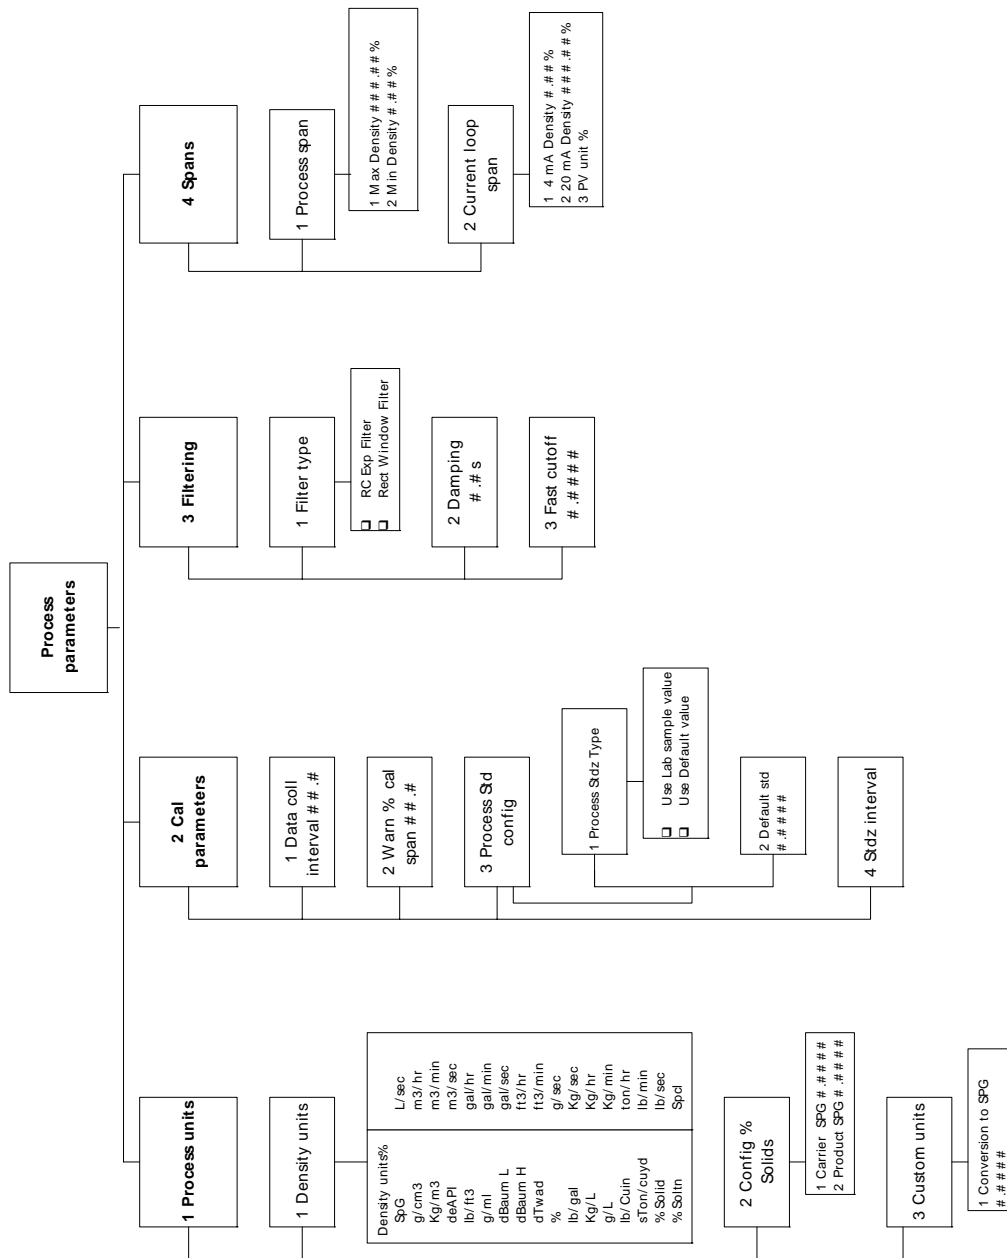 Process
parameters
1 Process units
1 Density units
Density units%
SpG
g/cm3
Kg/m3
deAPI
lb/ft3
g/ml
dBaum L
dBaum H
dTwad
%
lb/gal
Kg/L
g/L
lb/Cuin
sTon/cuyd
%Solid
%Soltn
L/sec
m3/hr
m3/min
m3/sec
gal/hr
gal/min
gal/sec
ft3/hr
ft3/min
g/sec
Kg/sec
Kg/hr
Kg/min
ton/hr
lb/min
lb/sec
Spcl
2 Config %
Solids
1 Carrier SPG #.####
2 Product SPG #.####
3 Custom units
1 Conversion to SPG
#.####
2 Cal
parameters
1 Data coll
interval ##.#
2 Warn % cal
span ##.#
3 Process Std
config
1 Process Stdz Type
Use Lab sample value
Use Default value
2 Default std
#.####
4 Stdz interval
3 Filtering
1 Filter type
RC Exp Filter
Rect Window Filter
2 Damping
#.# s
3 Fast cutoff
#.####
4 Spans
1 Process span
1 Max Density ###.##%
2 Min Density #.##%
2 Current loop
span
1 4 mA Density #.##%
2 20 mA Density ###.##%
3 PV unit %